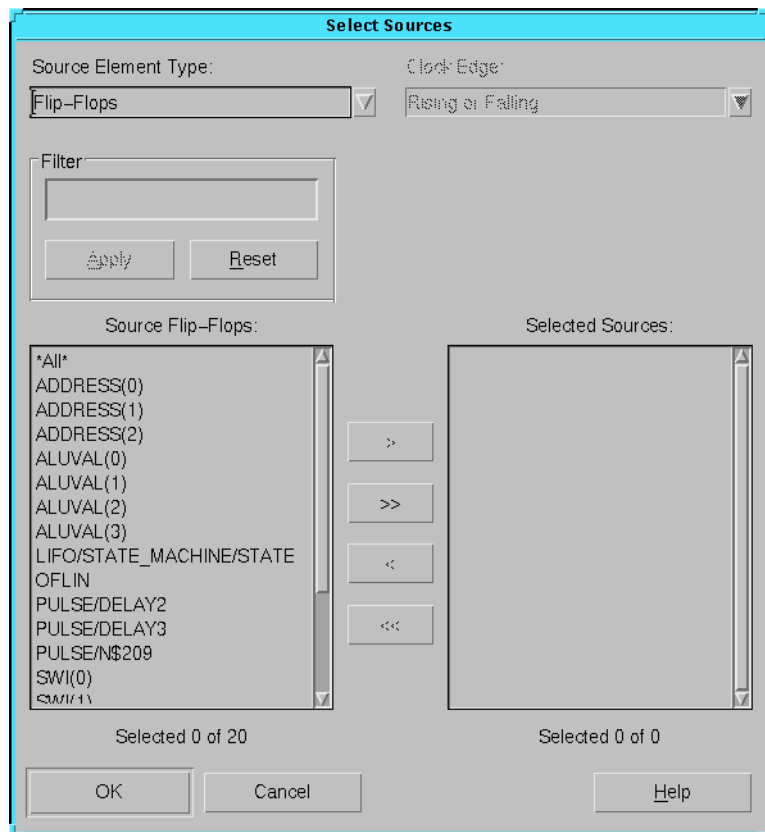 Select Sources
Source Element Type:
Clock Edge:
Flip–Flops
Rising or Falling
Filter
Apply
Reset
Source Flip–Flops:
Selected Sources:
*All*
ADDRESS(0)
ADDRESS(1)
ADDRESS(2)
ALUVAL(0)
ALUVAL(1)
ALUVAL(2)
ALUVAL(3)
LIFO/STATE_MACHINE/STATE
OFLIN
PULSE/DELAY2
PULSE/DELAY3
PULSE/N$209
SWI(0)
SWI(1)
>
>>
<
<<
Selected 0 of 20
Selected 0 of 0
OK
Cancel
Help